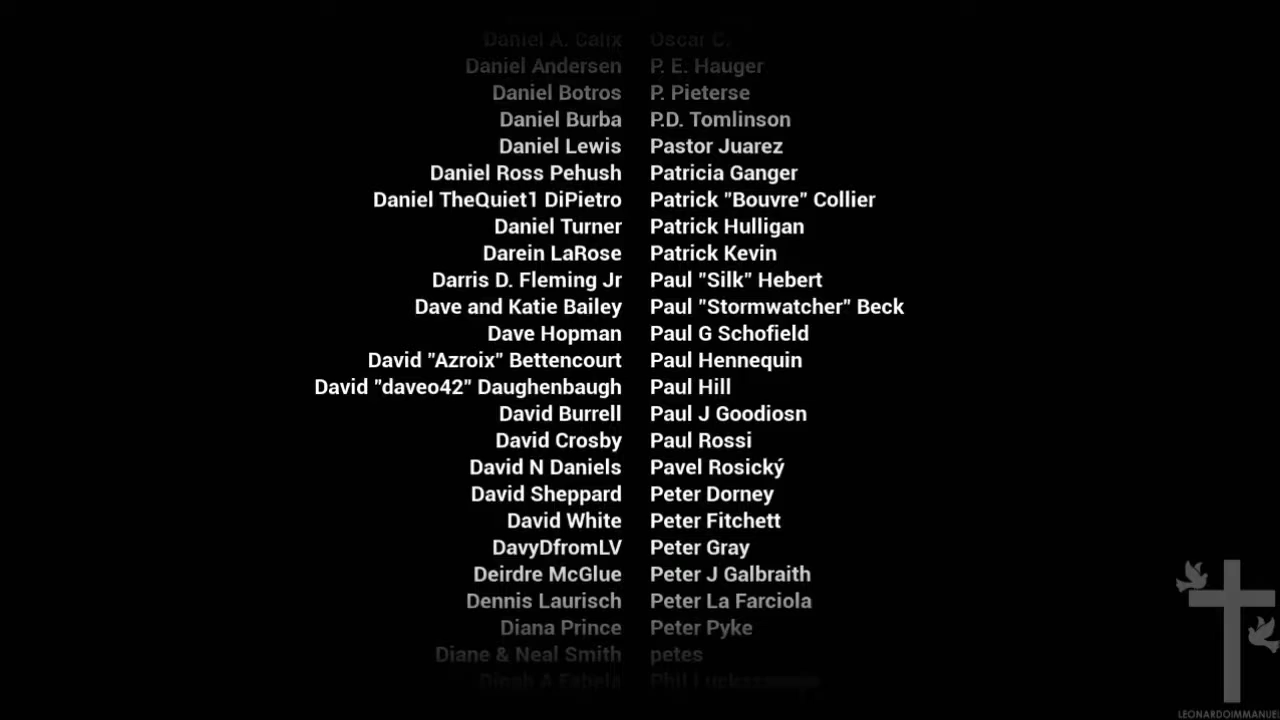 Daniel A. Calix Oscar C.
Daniel Andersen P. E. Hauger
Daniel Botros P. Pieterse
Daniel Burba P.D. Tomlinson
Daniel Lewis Pastor Juarez
Daniel Ross Pehush Patricia Ganger
Daniel TheQuiet1 DiPietro Patrick "Bouvre" Collier
Daniel Turner Patrick Hulligan
Darein LaRose Patrick Kevin
Darris D. Fleming Jr Paul "Silk" Hebert
Dave and Katie Bailey Paul "Stormwatcher" Beck
Dave Hopman Paul G Schofield
David "Azroix" Bettencourt Paul Hennequin
David "daveo42" Daughenbaugh Paul Hill
David Burrell Paul J Goodiosn
David Crosby Paul Rossi
David N Daniels Pavel Rosický
David Sheppard Peter Dorney
David White Peter Fitchett
DavyDfromLV Peter Gray
Deirdre McGlue Peter J Galbraith
Dennis Laurisch Peter La Farciola
Diana Prince Peter Pyke
Diane & Neal Smith petes
Dinah A Fabela Phil
LEONARDOIMMANUEL